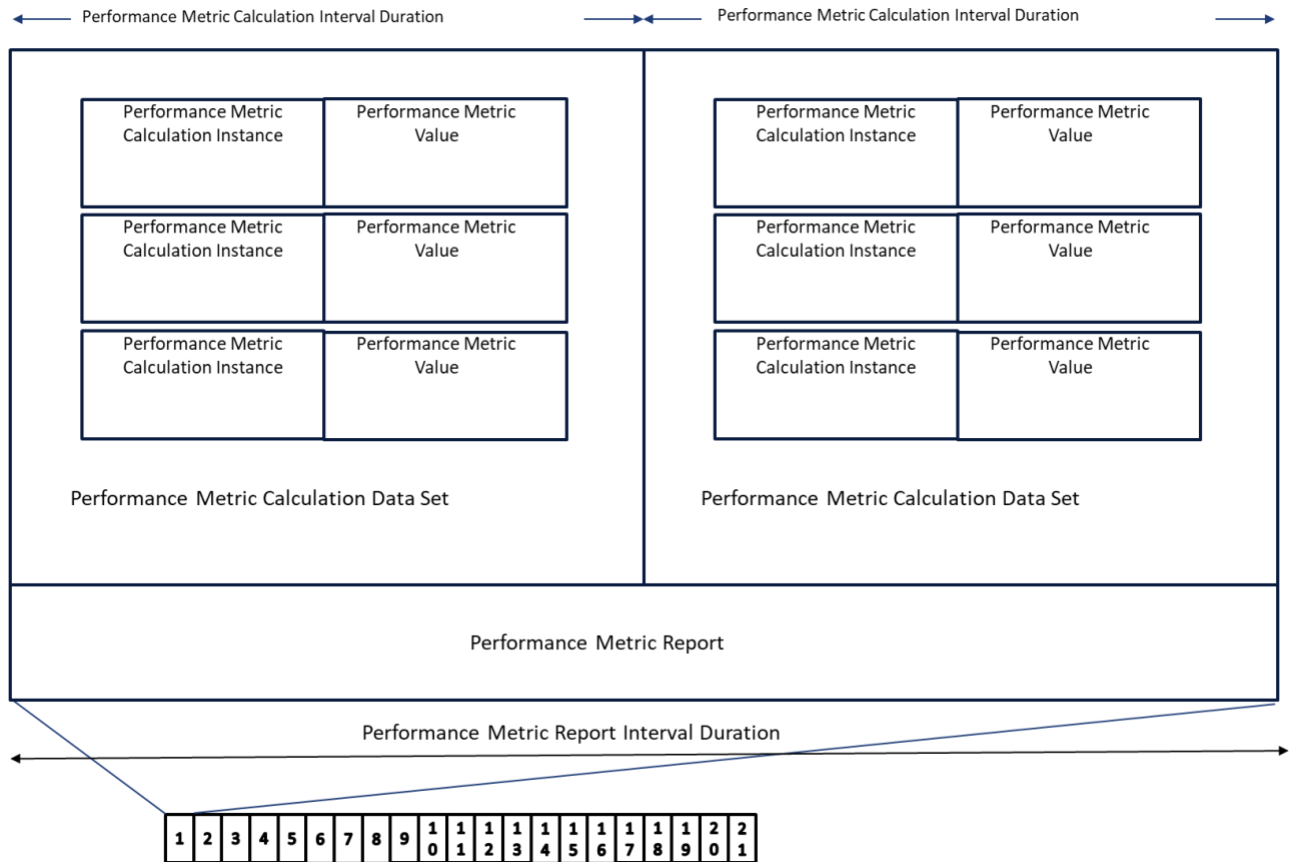 Performance Metric Calculation Interval Duration
Performance Metric Calculation Interval Duration
Performance Metric
Calculation Instance
Performance Metric
Value
Performance Metric
Calculation Instance
Performance Metric
Value
Performance Metric
Calculation Instance
Performance Metric
Value
Performance Metric
Calculation Instance
Performance Metric
Value
Performance Metric
Calculation Instance
Performance Metric
Value
Performance Metric
Calculation Instance
Performance Metric
Value
Performance Metric Calculation Data Set
Performance Metric Calculation Data Set
Performance Metric Report
Performance Metric Report Interval Duration
1 2 3 4 5 6 7 8 9 10 11 12 13 14 15 16 17 18 19 20 21